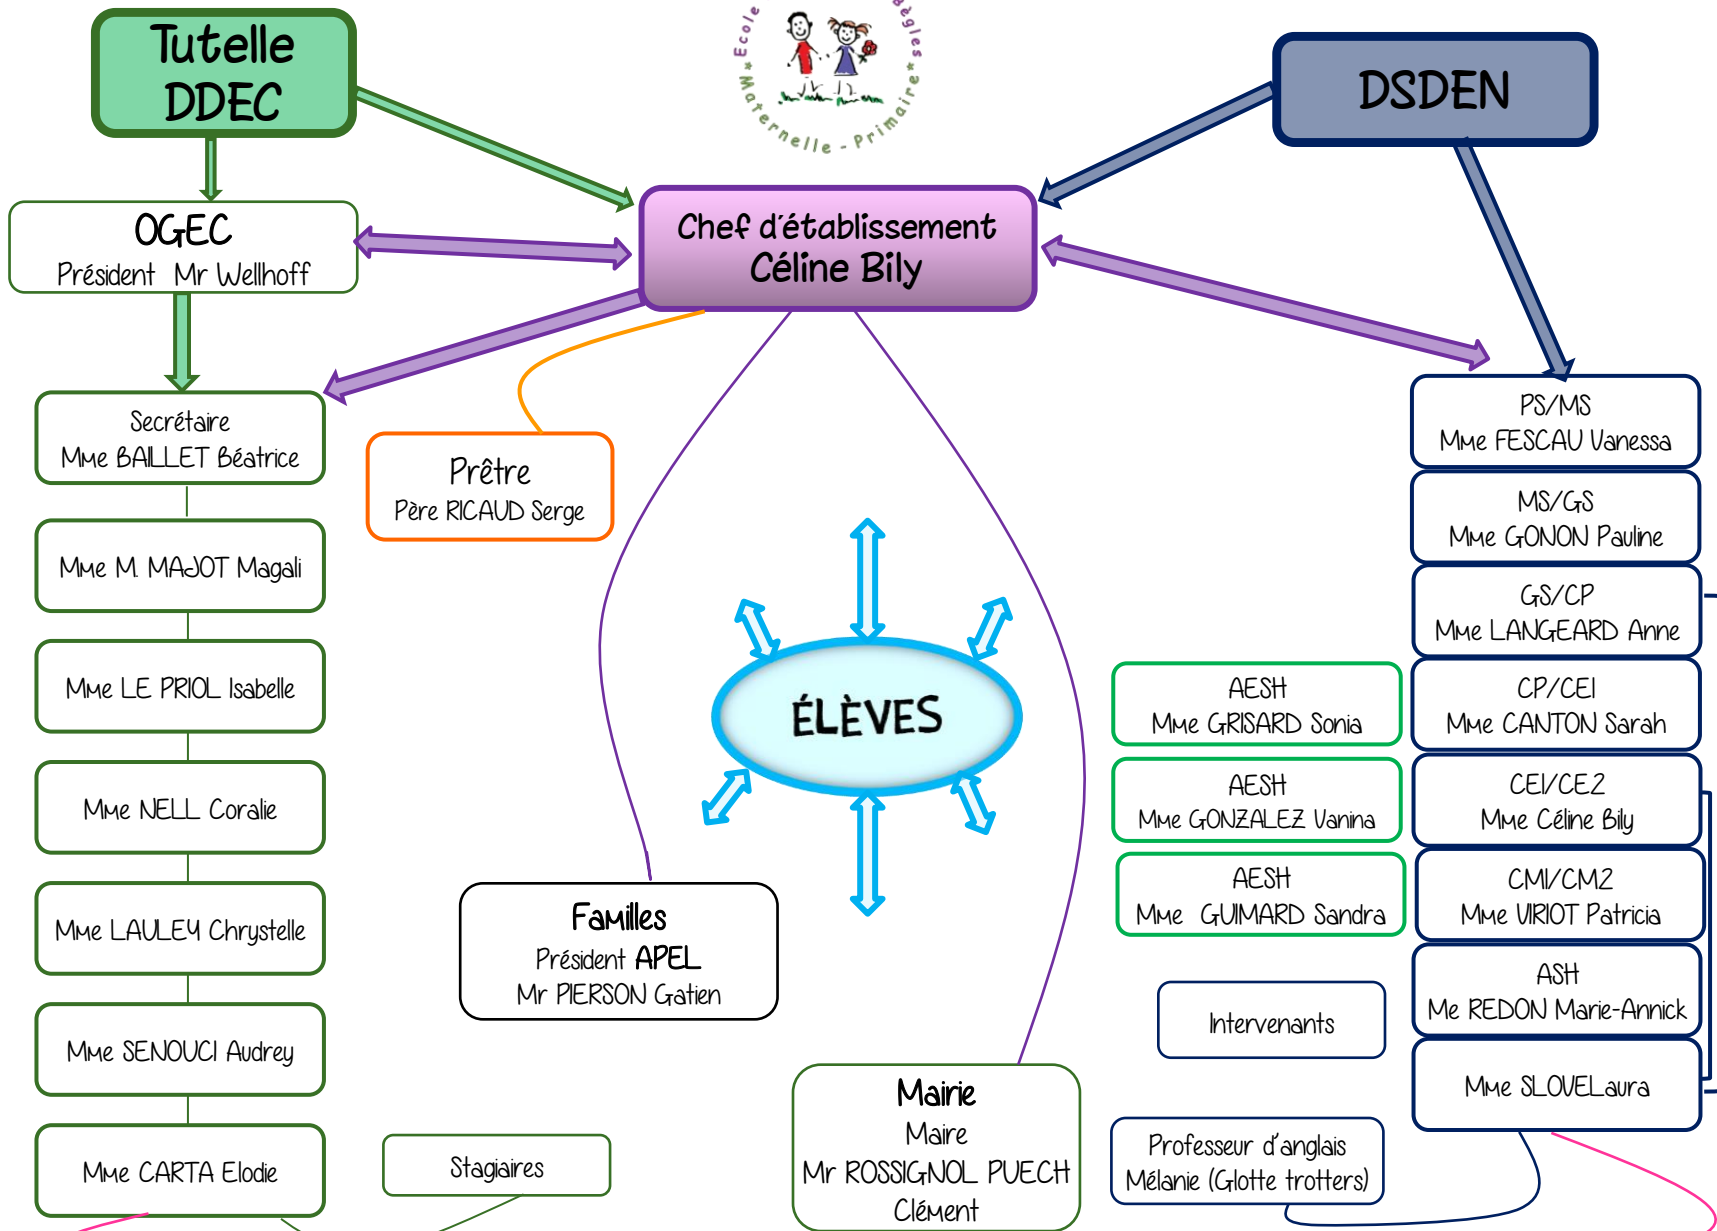 Ecole
Bègles
* Maternelle - Primaire *
Tutelle
DDEC
DSDEN
OGEC
Président Mr Wellhoff
Chef d'établissement
Céline Bily
Secrétaire
Mme BAILLET Béatrice
Mme M. MAJOT Magali
Mme LE PRIOL Isabelle
Mme NELL Coralie
Mme LAULEY Chrystelle
Mme SENOUCI Audrey
Mme CARTA Elodie
Prêtre
Père RICAUD Serge
ÉLÈVES
Familles
Président APEL
Mr PIERSON Gatien
Stagiaires
Mairie
Maire
Mr ROSSIGNOL PUECH
Clément
AESH
Mme GRISARD Sonia
AESH
Mme GONZALEZ Vanina
AESH
Mme GUIMARD Sandra
Intervenants
Professeur d'anglais
Mélanie (Glotte trotters)
PS/MS
Mme FESCAU Vanessa
MS/GS
Mme GONON Pauline
GS/CP
Mme LANGEARD Anne
CP/CE1
Mme CANTON Sarah
CE1/CE2
Mme Céline Bily
CM1/CM2
Mme VIRIOT Patricia
ASH
Me REDON Marie-Annick
Mme SLOVELaura